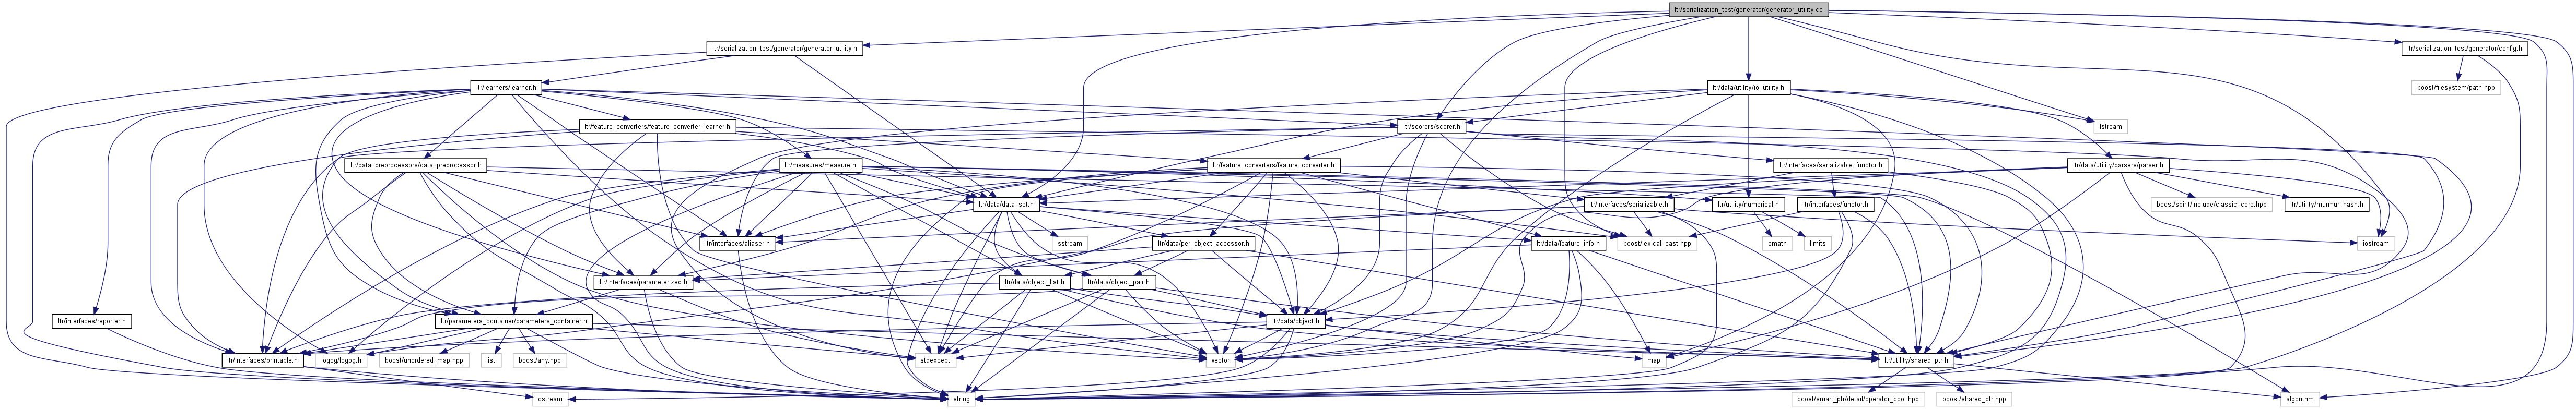 ltr/serialization_test/generator/generator_utility.cc
ltr/serialization_test/generator/generator_utility.h
ltr/serialization_test/generator/config.h
ltr/learners/learner.h
ltr/data/utility/io_utility.h
boost/filesystem/path.hpp
ltr/feature_converters/feature_converter_learner.h
ltr/scorers/scorer.h
fstream
ltr/data_preprocessors/data_preprocessor.h
ltr/measures/measure.h
ltr/feature_converters/feature_converter.h
ltr/interfaces/serializable_functor.h
ltr/data/utility/parsers/parser.h
ltr/data/data_set.h
ltr/interfaces/serializable.h
ltr/utility/numerical.h
ltr/interfaces/functor.h
boost/spirit/include/classic_core.hpp
ltr/utility/murmur_hash.h
ltr/interfaces/aliaser.h
sstream
ltr/data/per_object_accessor.h
ltr/data/feature_info.h
boost/lexical_cast.hpp
cmath
limits
iostream
ltr/interfaces/parameterized.h
ltr/data/object_list.h
ltr/data/object_pair.h
ltr/interfaces/reporter.h
ltr/parameters_container/parameters_container.h
ltr/data/object.h
ltr/interfaces/printable.h
logog/logog.h
boost/unordered_map.hpp
list
boost/any.hpp
stdexcept
vector
map
ltr/utility/shared_ptr.h
ostream
string
boost/smart_ptr/detail/operator_bool.hpp
boost/shared_ptr.hpp
algorithm